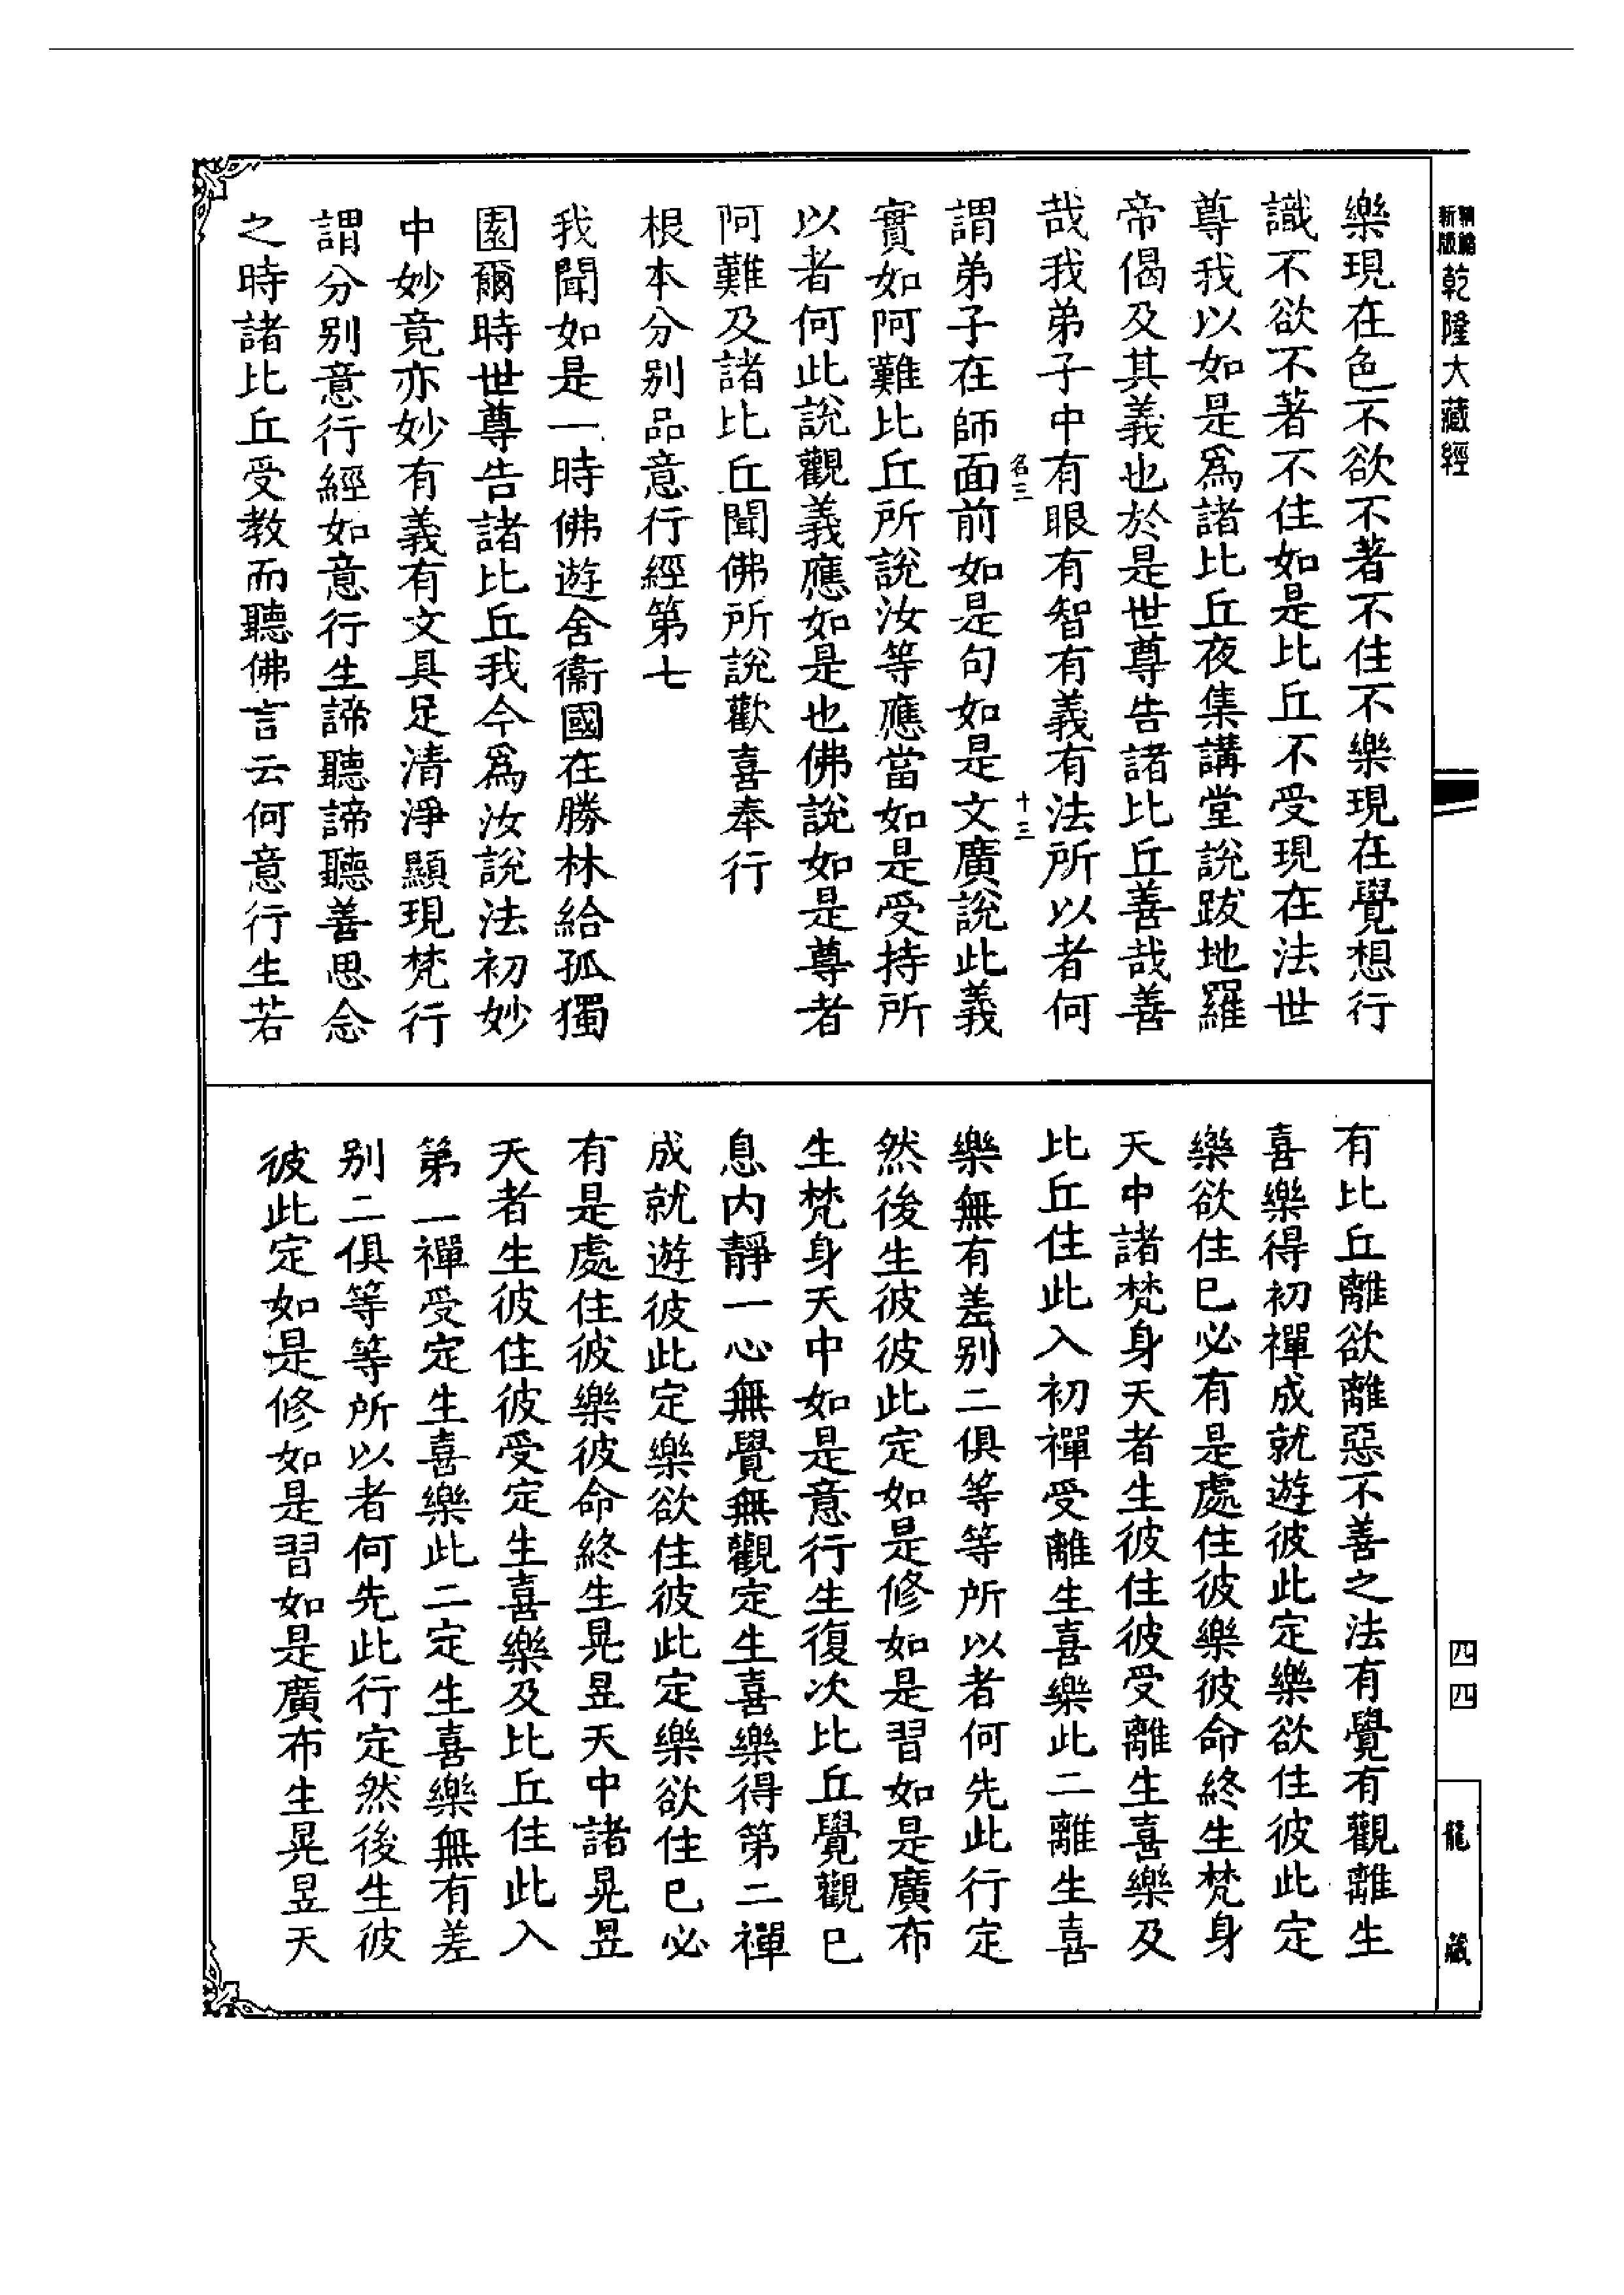 新編新版乾隆大藏經
樂現在色不欲不著不住不樂現在覺想行
識不欲不著不住如是比丘不受現在法世
尊我以如是爲諸比丘夜集講堂說跋地羅
帝偈及其義也於是世尊告諸比丘善哉善
哉我弟子中有眼有智有義有法所以者何
名三
十三
謂弟子在師面前如是句如是文廣說此義
實如阿難比丘所說汝等應當如是受持所
以者何此說觀義應如是也佛說如是尊者
阿難及諸比丘聞佛所說歡喜奉行
根本分別品意行經第七
我聞如是一時佛遊舍衞國在勝林給孤獨
園爾時世尊告諸比丘我今爲汝說法初妙
中妙竟亦妙有義有文具足清淨顯現梵行
謂分別意行經如意行生諦聽諦聽善思念
之時諸比丘受教而聽佛言云何意行生若
有比丘離欲離惡不善之法有覺有觀離生
喜樂得初禪成就遊彼此定樂欲住彼此定
樂欲住已必有是處住彼樂彼命終生梵身
天中諸梵身天者生彼住彼受離生喜樂及
比丘住此入初禪受離生喜樂此二離生喜
樂無有差別二俱等等所以者何先此行定
然後生彼彼此定如是修如是習如是廣布
生梵身天中如是意行生復次比丘覺觀已
息內靜一心無覺無觀定生喜樂得第二禪
成就遊彼此定樂欲住彼此定樂欲住已必
有是處住彼樂彼命終生晃昱天中諸晃昱
天者生彼住彼受定生喜樂及比丘住此入
第一禪受定生喜樂此二定生喜樂無有差
別二俱等等所以者何先此行定然後生彼
彼此定如是修如是習如是廣布生晃昱天
四四
龍藏